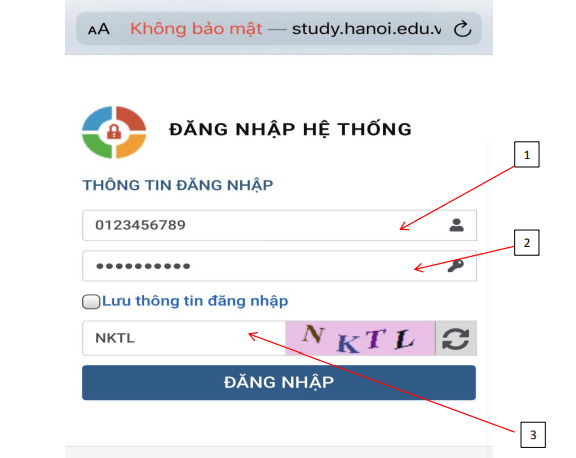 AA Không bảo mật — study.hanoi.edu.v
ĐĂNG NHẬP HỆ THỐNG
1
THÔNG TIN ĐĂNG NHẬP
0123456789
2
••••••••••
Lưu thông tin đăng nhập
NKTL NKTL
ĐĂNG NHẬP
3